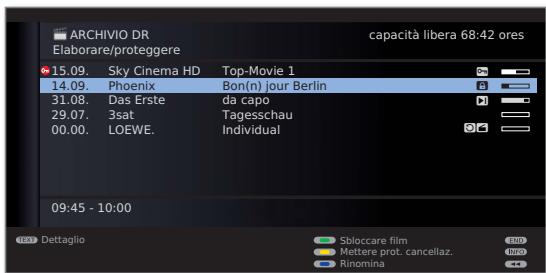 ARCHIVIO DR capacità libera 68:42 ores
Elaborare/proteggere
15.09. Sky Cinema HD Top-Movie 1
14.09. Phoenix Bon(n) jour Berlin
31.08. Das Erste da capo
29.07. 3sat Tagesschau
00.00. LOEWE. Individual
09:45 - 10:00
TEXT Dettaglio Sbloccare film END
Mettere prot. cancellaz. INFO
Rinomina